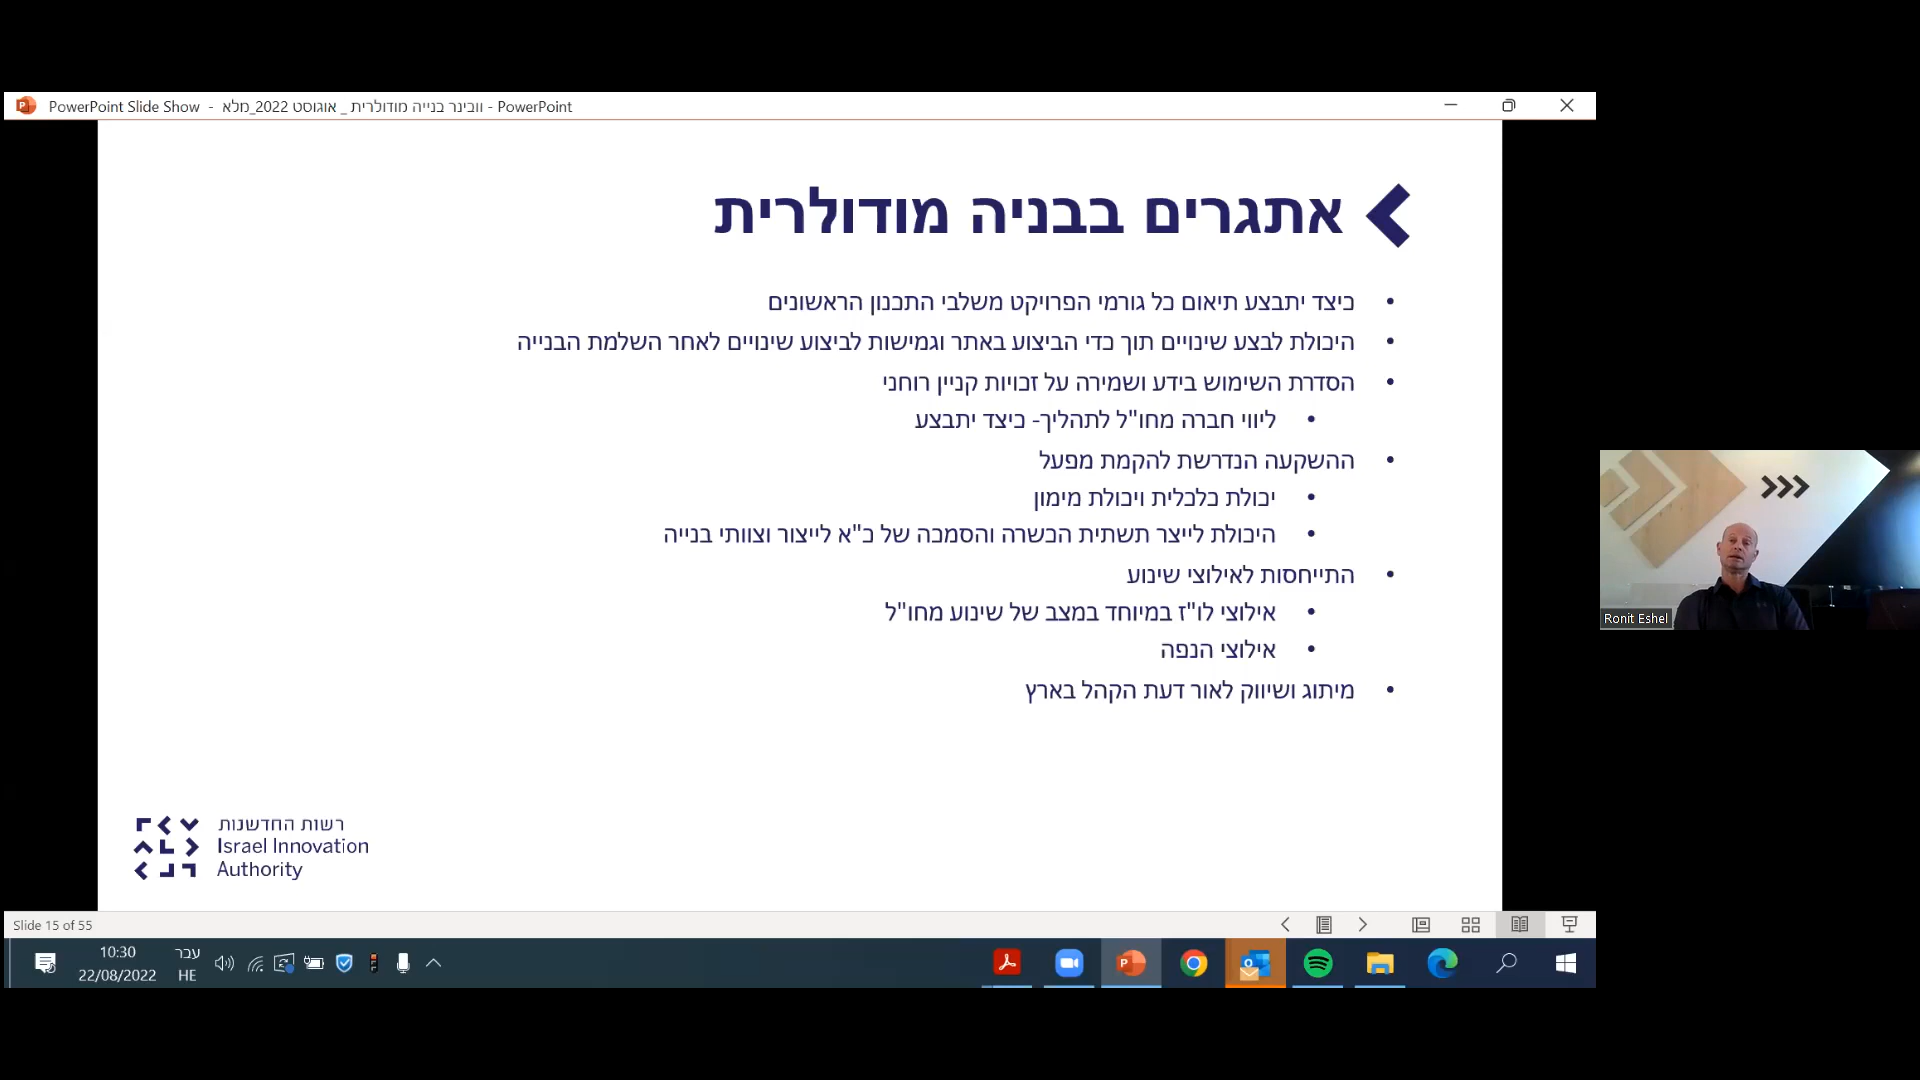 PowerPoint Slide Show - וובינר בנייה מודולרית _ אוגוסט 2022_מלא - PowerPoint
אתגרים בבניה מודולרית
• כיצד יתבצע תיאום כל גורמי הפרויקט משלבי התכנון הראשונים
• היכולת לבצע שינויים תוך כדי הביצוע באתר וגמישות לביצוע שינויים לאחר השלמת הבנייה
• הסדרת השימוש בידע ושמירה על זכויות קניין רוחני
• ליווי חברה מחו"ל לתהליך- כיצד יתבצע
• ההשקעה הנדרשת להקמת מפעל
• יכולת כלכלית ויכולת מימון
• היכולת לייצר תשתית הכשרה והסמכה של כ"א לייצור וצוותי בנייה
• התייחסות לאילוצי שינוע
• אילוצי לו"ז במיוחד במצב של שינוע מחו"ל
• אילוצי הנפה
• מיתוג ושיווק לאור דעת הקהל בארץ
רשות החדשנות
Israel Innovation
Authority
Ronit Eshel
Slide 15 of 55
10:30
22/08/2022
עבר
HE